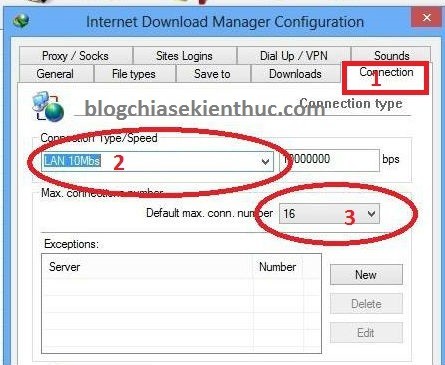 Internet Download Manager Configuration
Proxy / Socks Sites Logins Dial Up / VPN Sounds
General File types Save to Downloads Connection
1
blogchiasekienthuc.com
Connection type
Connection Type/Speed
LAN 10Mbs 2 10000000 bps
Max. connections number
Default max. conn. number 16 3
Exceptions:
Server Number
New
Delete
Edit